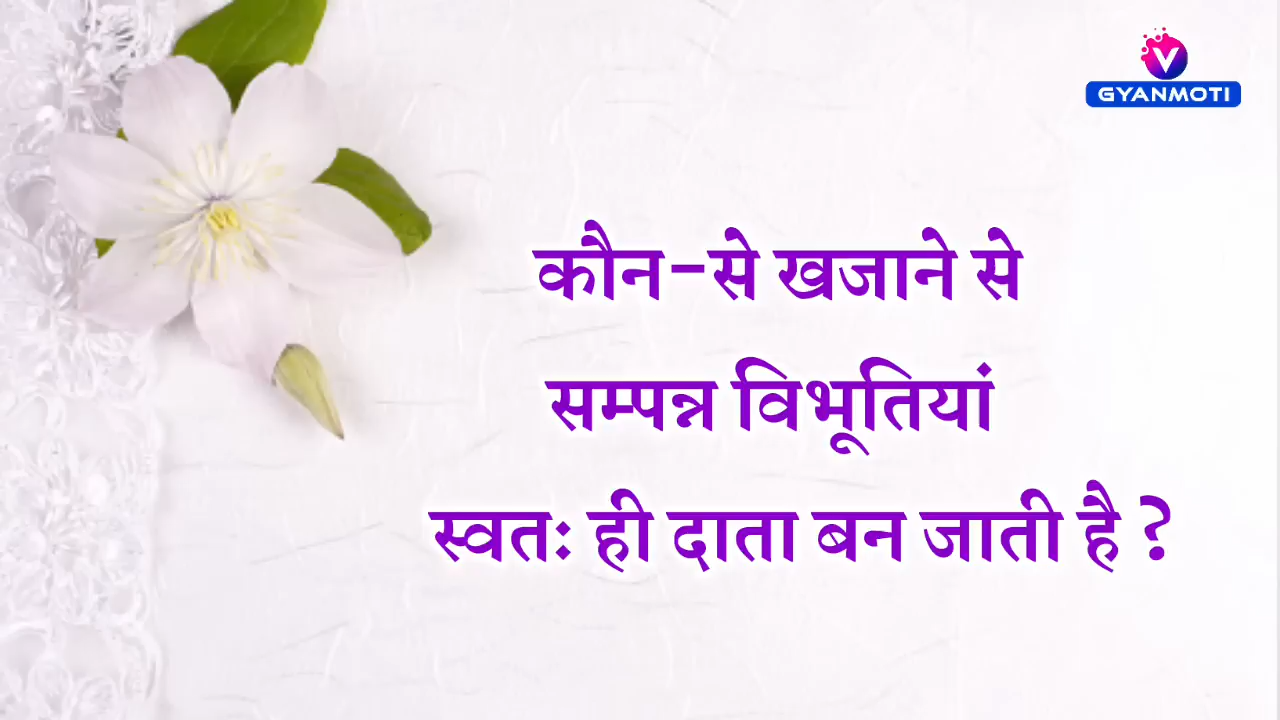 V
GYANMOTI
कौन-से खजाने से
सम्पन्न विभूतियां
स्वतः ही दाता बन जाती है ?